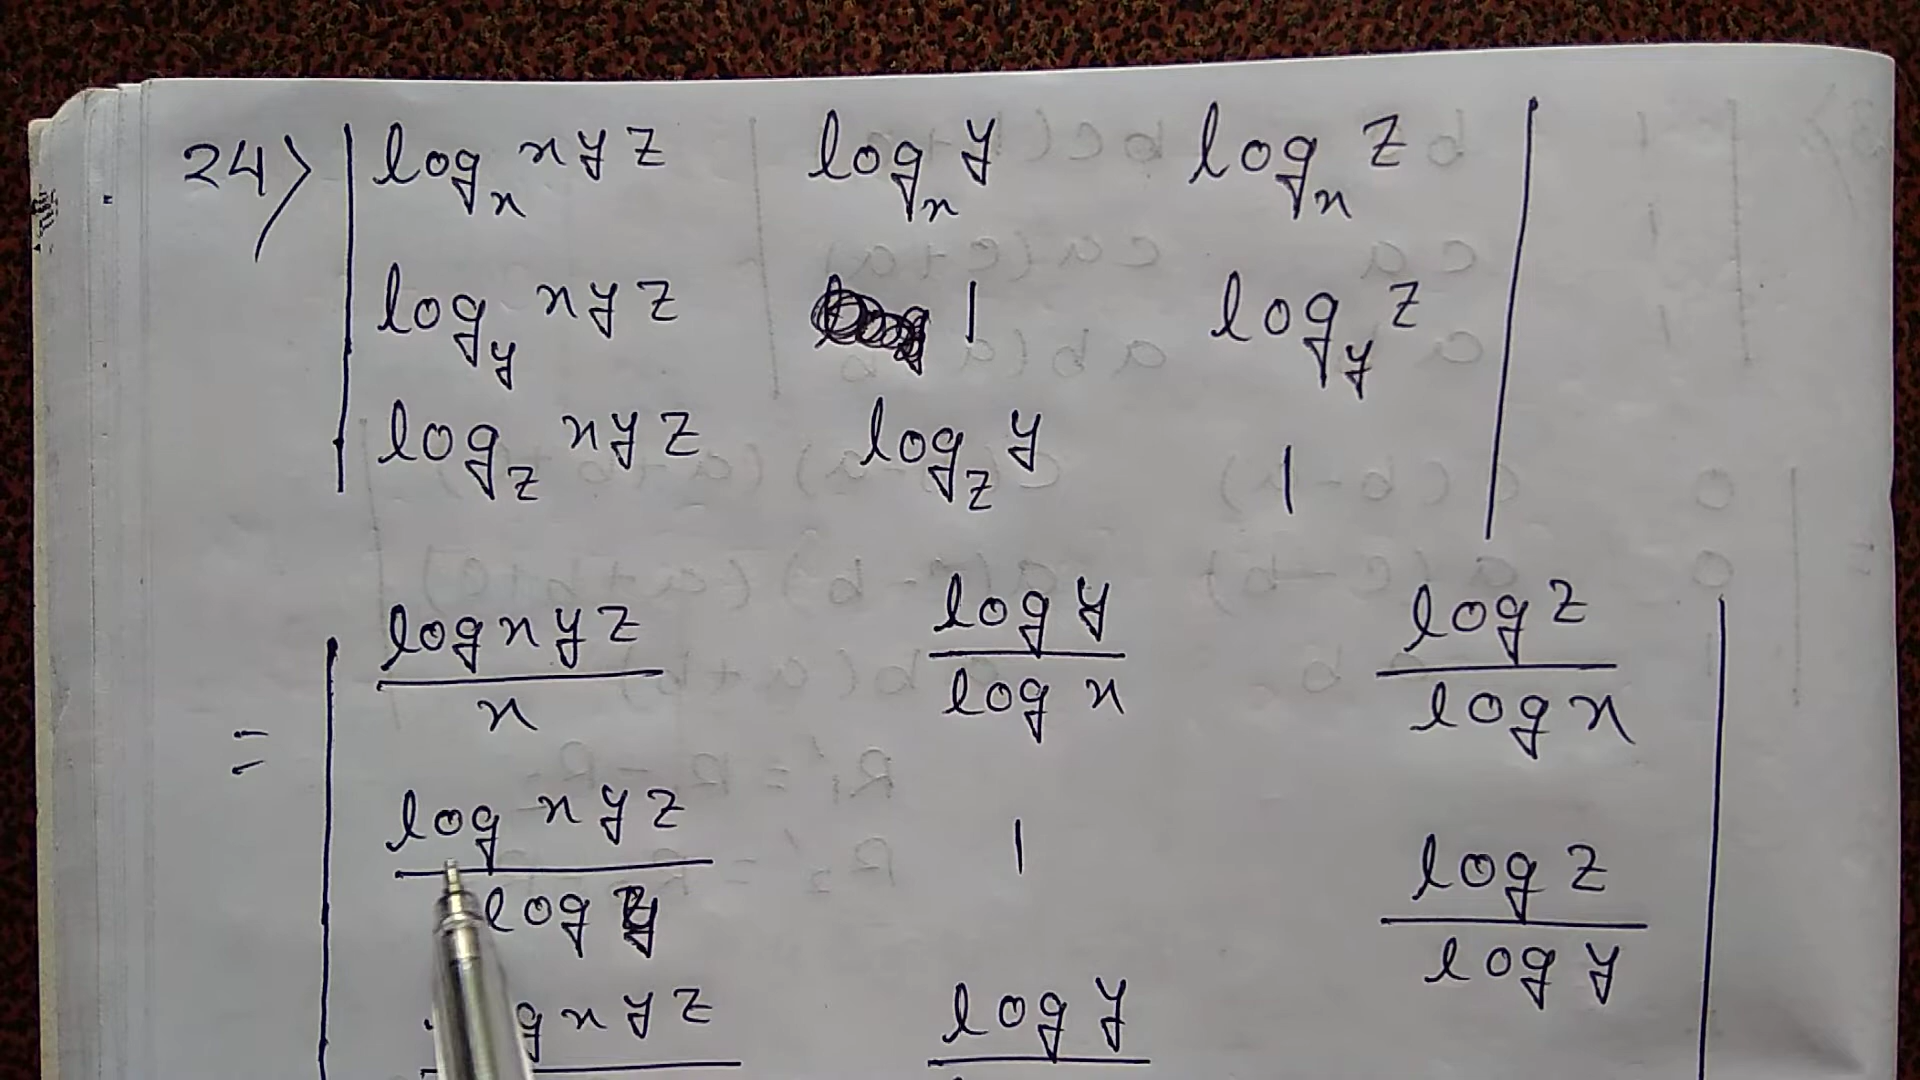 24) | logₓ xyz   logₓ y   logₓ z |
| log_y xyz   1   log_y z |
| log_z xyz   log_z y   1 |
= | log xyz / x   log y / log x   log z / log x |
| log xyz / log y   1   log z / log y |
g xyz   log y